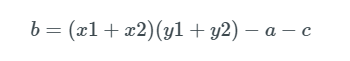 b = (x1 + x2)(y1 + y2) − a − c